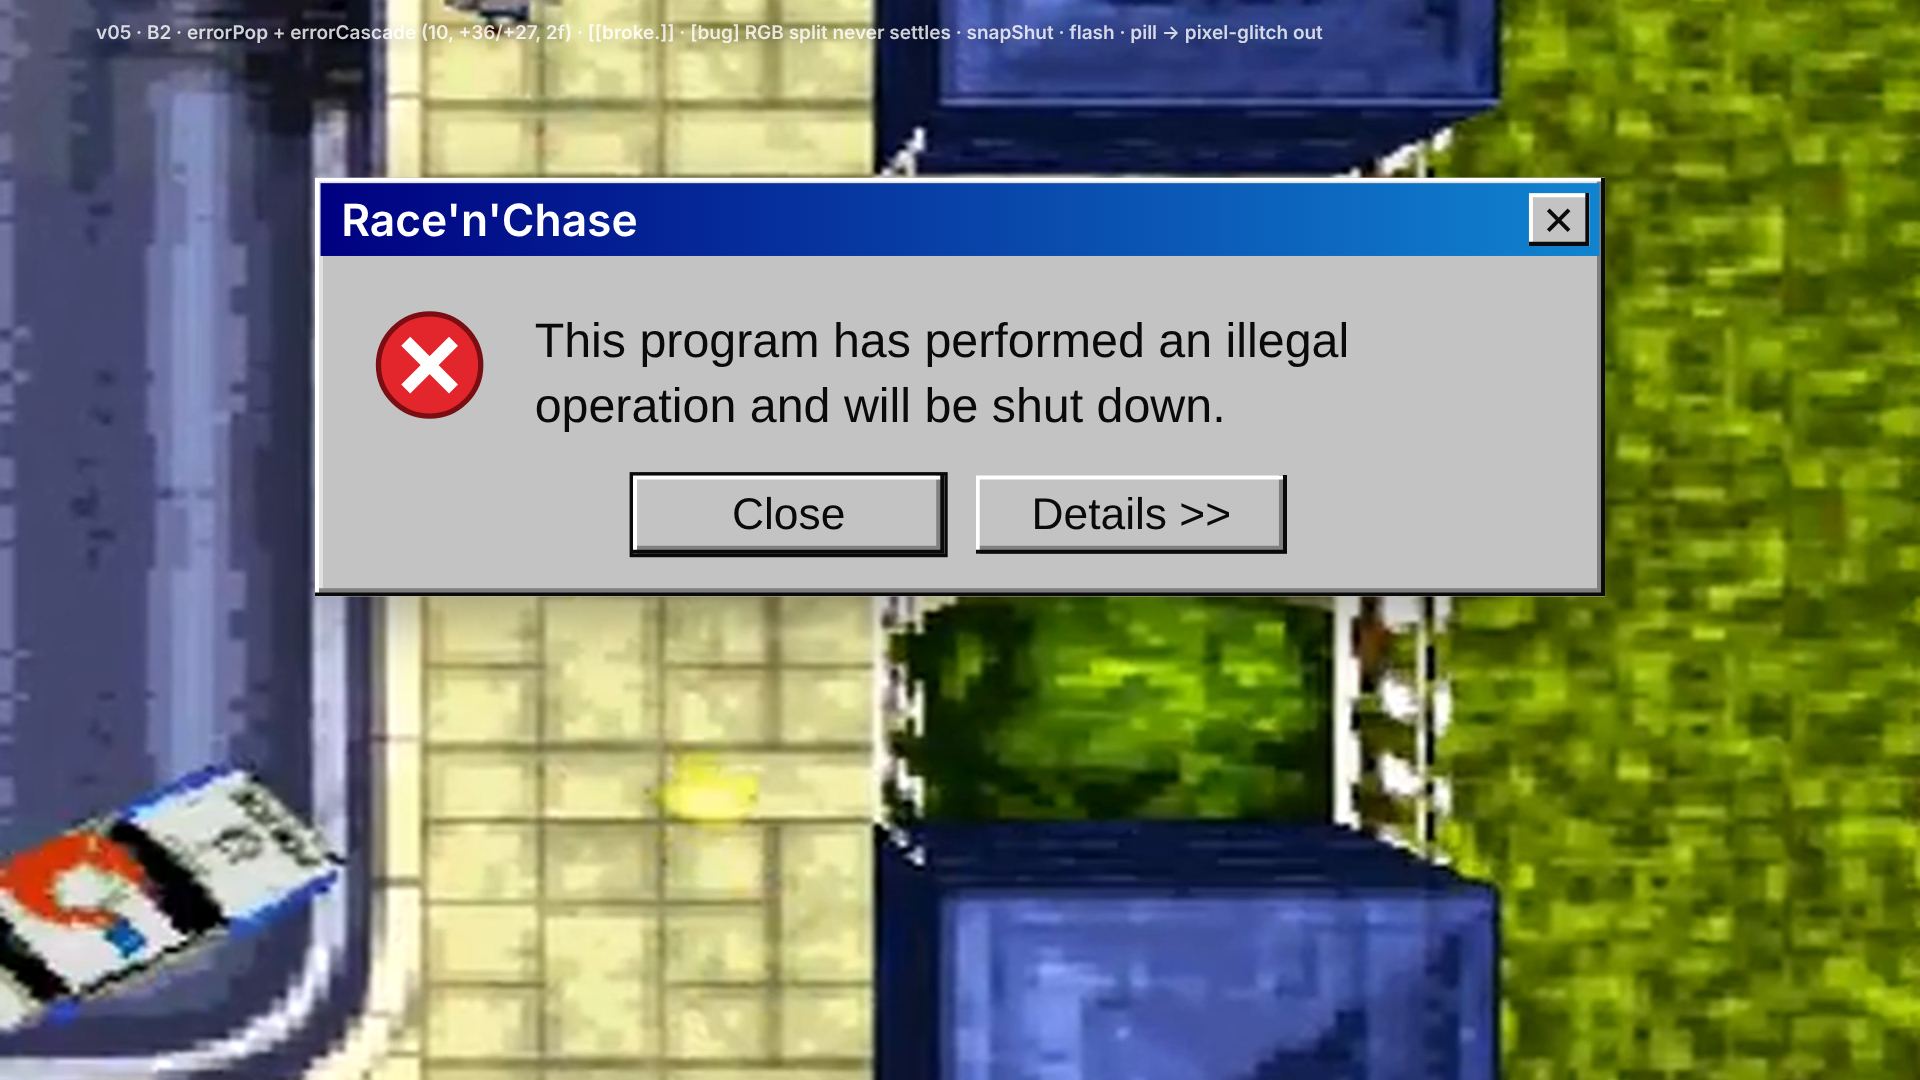 v05 · B2 · errorPop + errorCascade (10, +36/+27, 2f) · [[broke.]] · [bug] RGB split never settles · snapShut · flash · pill → pixel-glitch out
Race'n'Chase
This program has performed an illegal
operation and will be shut down.
Close
Details >>